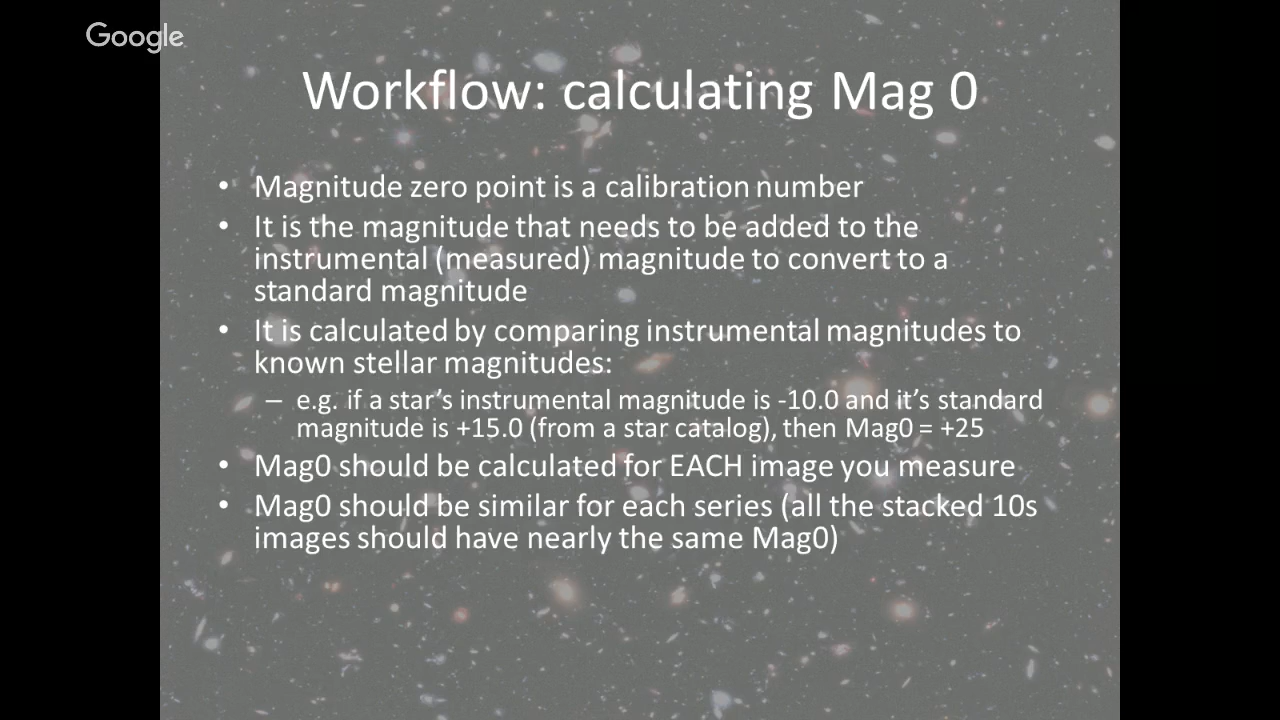 Google
Workflow: calculating Mag 0
• Magnitude zero point is a calibration number
• It is the magnitude that needs to be added to the
instrumental (measured) magnitude to convert to a
standard magnitude
• It is calculated by comparing instrumental magnitudes to
known stellar magnitudes:
– e.g. if a star’s instrumental magnitude is -10.0 and it’s standard
magnitude is +15.0 (from a star catalog), then Mag0 = +25
• Mag0 should be calculated for EACH image you measure
• Mag0 should be similar for each series (all the stacked 10s
images should have nearly the same Mag0)